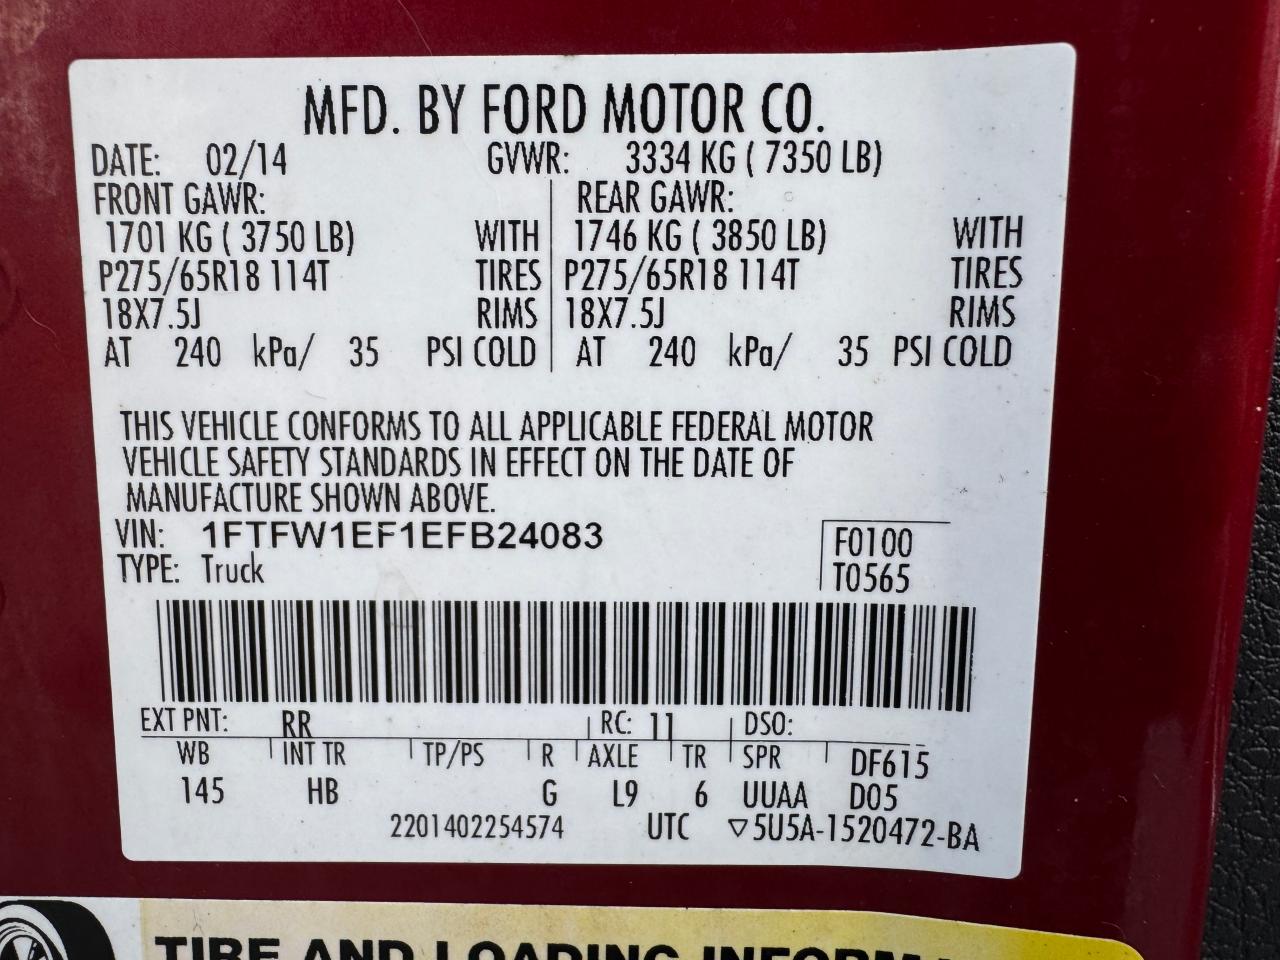 MFD. BY FORD MOTOR CO.
DATE: 02/14 GVWR: 3334 KG ( 7350 LB)
FRONT GAWR: REAR GAWR:
1701 KG ( 3750 LB) WITH 1746 KG ( 3850 LB) WITH
P275/65R18 114T TIRES P275/65R18 114T TIRES
18X7.5J RIMS 18X7.5J RIMS
AT 240 kPa/ 35 PSI COLD AT 240 kPa/ 35 PSI COLD
THIS VEHICLE CONFORMS TO ALL APPLICABLE FEDERAL MOTOR
VEHICLE SAFETY STANDARDS IN EFFECT ON THE DATE OF
MANUFACTURE SHOWN ABOVE.
VIN: 1FTFW1EF1EFB24083 F0100
TYPE: Truck T0565
EXT PNT: RR RC: 11 DSO:
WB INT TR TP/PS R AXLE TR SPR DF615
145 HB G L9 6 UUAA D05
2201402254574 UTC ▽5U5A-1520472-BA
TIRE AND LOADING